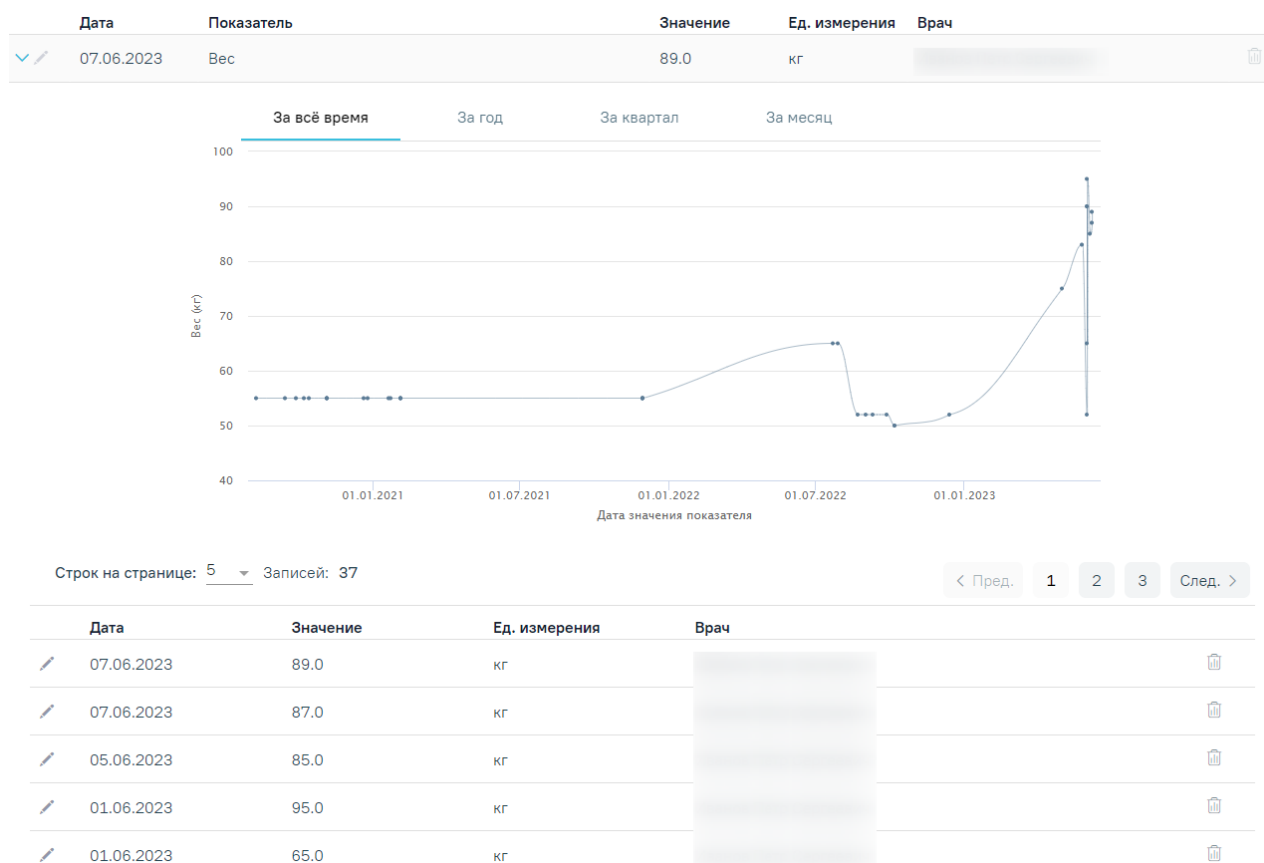 Дата Показатель Значение Ед. измерения Врач
07.06.2023 Вес 89.0 кг
За всё время За год За квартал За месяц
100
90
80
70
60
50
40
Вес (кг)
01.01.2021 01.07.2021 01.01.2022 01.07.2022 01.01.2023
Дата значения показателя
Строк на странице: 5 Записей: 37
< Пред. 1 2 3 След. >
Дата Значение Ед. измерения Врач
07.06.2023 89.0 кг
07.06.2023 87.0 кг
05.06.2023 85.0 кг
01.06.2023 95.0 кг
01.06.2023 65.0 кг